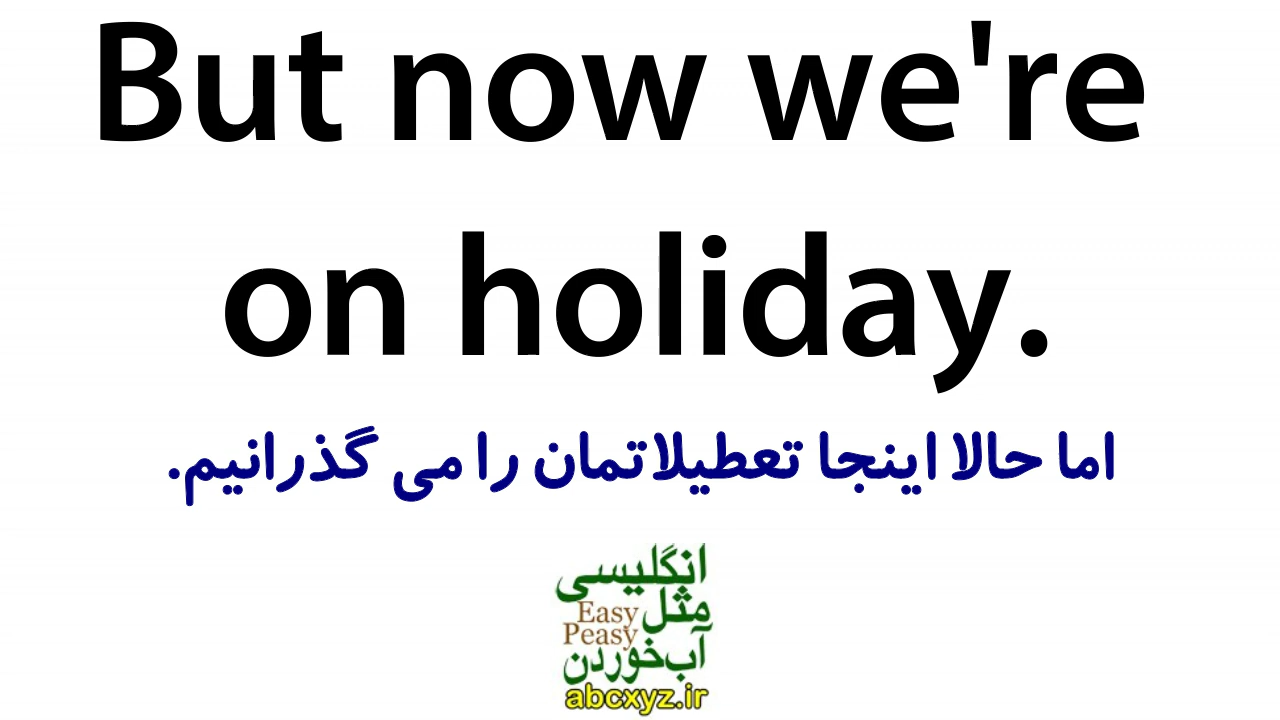 But now we're
on holiday.
اما حالا اینجا تعطیلاتمان را می گذرانیم.
انگلیسی
مثل
Easy
Peasy
آب‌خوردن
abcxyz.ir